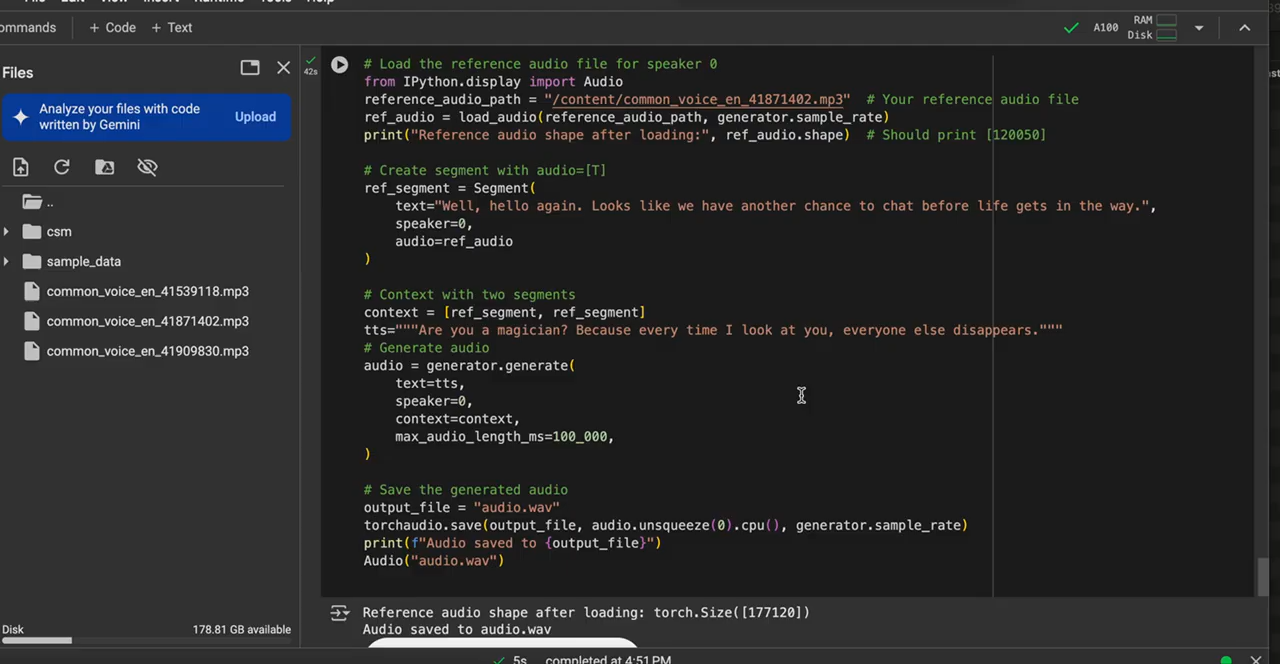 ommands
+ Code
+ Text
A100
RAM
Disk
Files
Analyze your files with code
written by Gemini
Upload
..
csm
sample_data
common_voice_en_41539118.mp3
common_voice_en_41871402.mp3
common_voice_en_41909830.mp3
Disk
178.81 GB available
42s
# Load the reference audio file for speaker 0
from IPython.display import Audio
reference_audio_path = "/content/common_voice_en_41871402.mp3"  # Your reference audio file
ref_audio = load_audio(reference_audio_path, generator.sample_rate)
print("Reference audio shape after loading:", ref_audio.shape)  # Should print [120050]
# Create segment with audio=[T]
ref_segment = Segment(
    text="Well, hello again. Looks like we have another chance to chat before life gets in the way.",
    speaker=0,
    audio=ref_audio
)
# Context with two segments
context = [ref_segment, ref_segment]
tts="""Are you a magician? Because every time I look at you, everyone else disappears."""
# Generate audio
audio = generator.generate(
    text=tts,
    speaker=0,
    context=context,
    max_audio_length_ms=100_000,
)
# Save the generated audio
output_file = "audio.wav"
torchaudio.save(output_file, audio.unsqueeze(0).cpu(), generator.sample_rate)
print(f"Audio saved to {output_file}")
Audio("audio.wav")
Reference audio shape after loading: torch.Size([177120])
Audio saved to audio.wav
5s completed at 4:51 PM